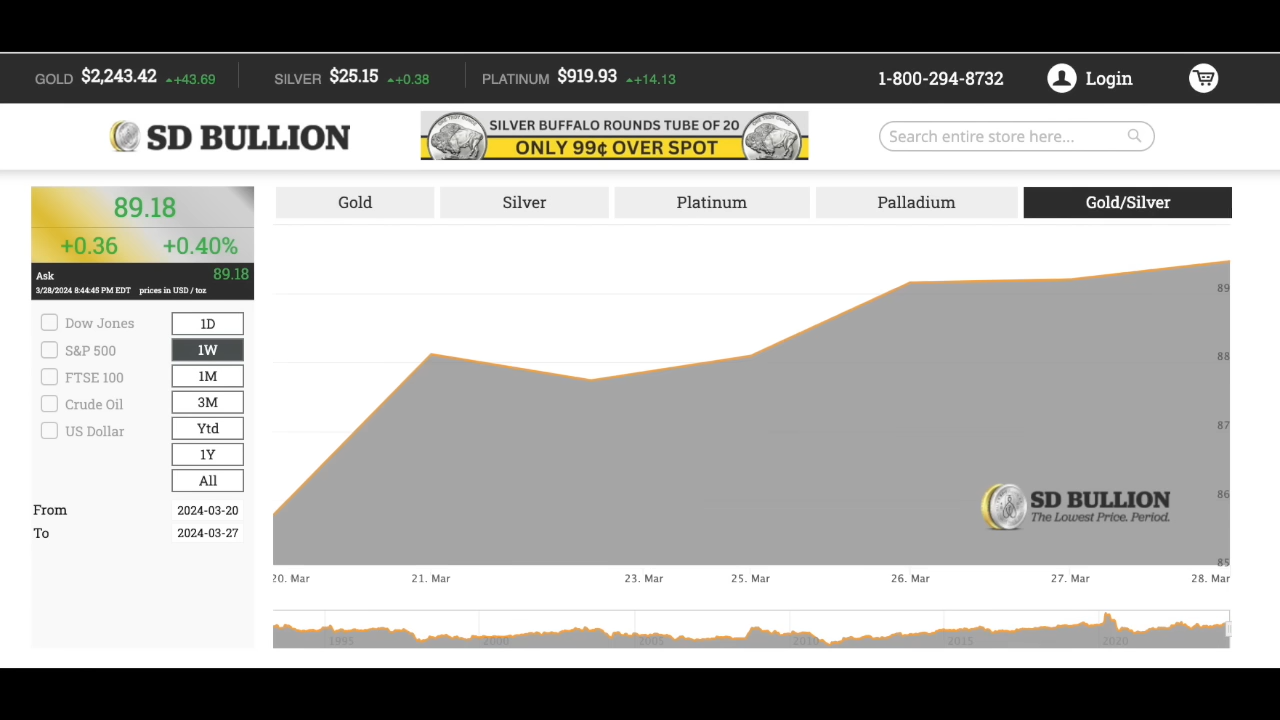 GOLD $2,243.42 +43.69 SILVER $25.15 +0.38 PLATINUM $919.93 +14.13 1-800-294-8732 Login
SD BULLION
SILVER BUFFALO ROUNDS TUBE OF 20
ONLY 99¢ OVER SPOT
Search entire store here...
89.18
+0.36 +0.40%
Ask 89.18
3/28/2024 8:44:45 PM EDT prices in USD / toz
Dow Jones
S&P 500
FTSE 100
Crude Oil
US Dollar
1D
1W
1M
3M
Ytd
1Y
All
From 2024-03-20
To 2024-03-27
Gold Silver Platinum Palladium Gold/Silver
89
88
87
86
85
SD BULLION
The Lowest Price. Period.
20. Mar 21. Mar 23. Mar 25. Mar 26. Mar 27. Mar 28. Mar
1995 2000 2005 2010 2015 2020